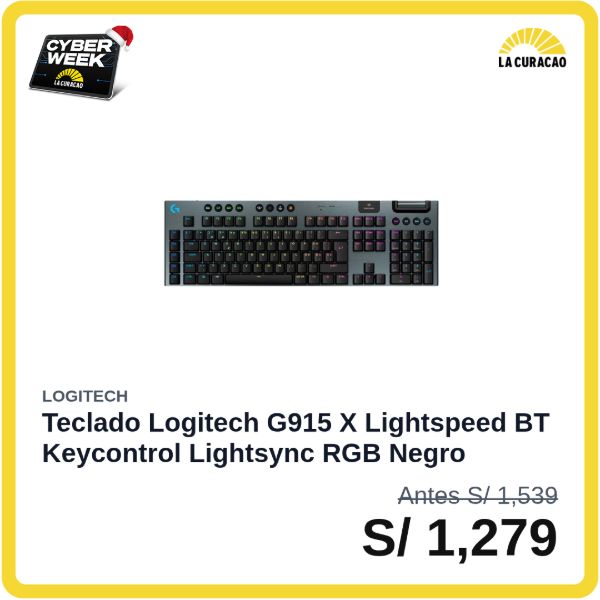 CYBER
WEEK
LA CURACAO
LA CURACAO
LOGITECH
Teclado Logitech G915 X Lightspeed BT
Keycontrol Lightsync RGB Negro
Antes S/ 1,539
S/ 1,279